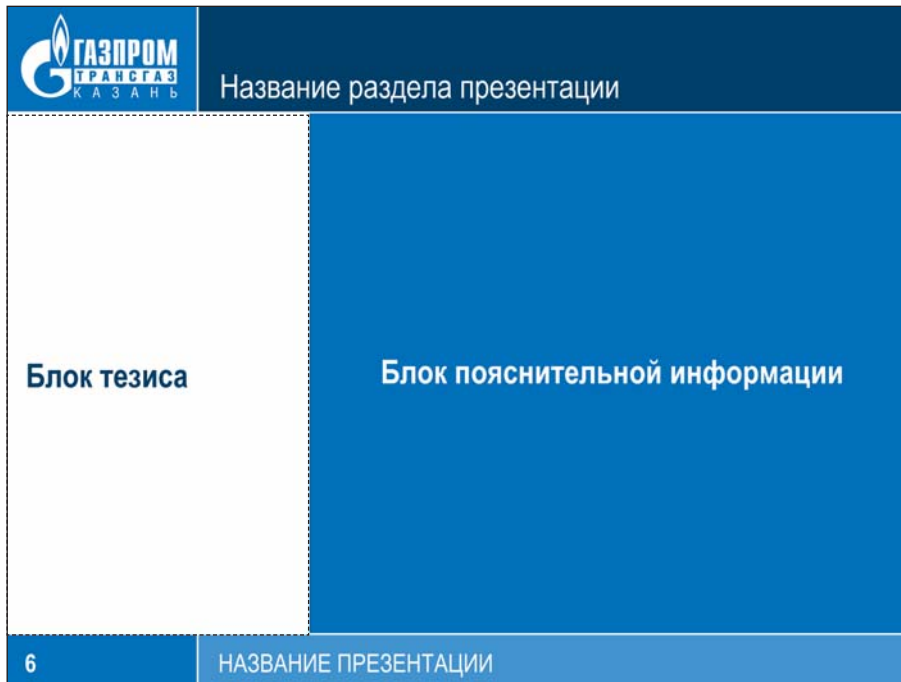 ГАЗПРОМ
ТРАНСГАЗ
КАЗАНЬ
Название раздела презентации
Блок тезиса
Блок пояснительной информации
6
НАЗВАНИЕ ПРЕЗЕНТАЦИИ